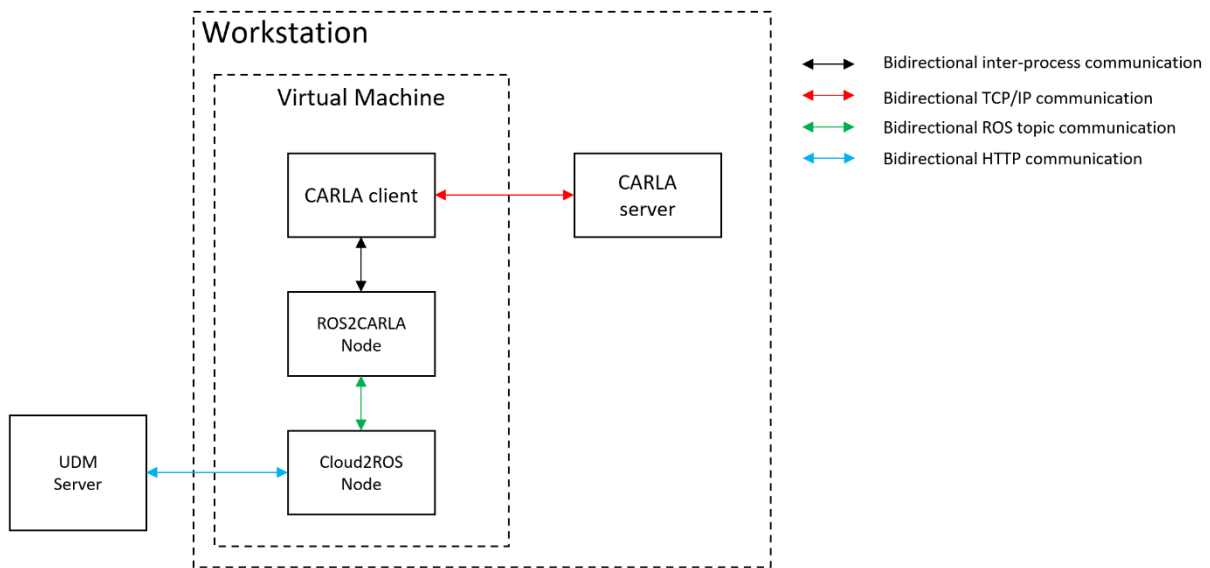 Workstation
Virtual Machine
CARLA client
CARLA
server
ROS2CARLA
Node
Cloud2ROS
Node
UDM
Server
Bidirectional inter-process communication
Bidirectional TCP/IP communication
Bidirectional ROS topic communication
Bidirectional HTTP communication